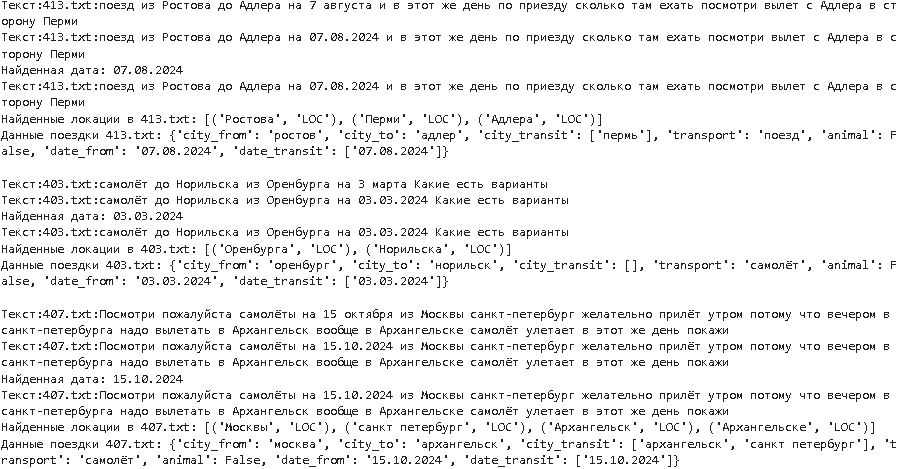 Текст:413.txt:поезд из Ростова до Адлера на 7 августа и в этот же день по приезду сколько там ехать посмотри вылет с Адлера в ст
орону Перми
Текст:413.txt:поезд из Ростова до Адлера на 07.08.2024 и в этот же день по приезду сколько там ехать посмотри вылет с Адлера в с
торону Перми
Найденная дата: 07.08.2024
Текст:413.txt:поезд из Ростова до Адлера на 07.08.2024 и в этот же день по приезду сколько там ехать посмотри вылет с Адлера в с
торону Перми
Найденные локации в 413.txt: [('Ростова', 'LOC'), ('Перми', 'LOC'), ('Адлера', 'LOC')]
Данные поездки 413.txt: {'city_from': 'ростов', 'city_to': 'адлер', 'city_transit': ['пермь'], 'transport': 'поезд', 'animal': F
alse, 'date_from': '07.08.2024', 'date_transit': ['07.08.2024']}
Текст:403.txt:самолёт до Норильска из Оренбурга на 3 марта Какие есть варианты
Текст:403.txt:самолёт до Норильска из Оренбурга на 03.03.2024 Какие есть варианты
Найденная дата: 03.03.2024
Текст:403.txt:самолёт до Норильска из Оренбурга на 03.03.2024 Какие есть варианты
Найденные локации в 403.txt: [('Оренбурга', 'LOC'), ('Норильска', 'LOC')]
Данные поездки 403.txt: {'city_from': 'оренбург', 'city_to': 'норильск', 'city_transit': [], 'transport': 'самолёт', 'animal': F
alse, 'date_from': '03.03.2024', 'date_transit': ['03.03.2024']}
Текст:407.txt:Посмотри пожалуйста самолёты на 15 октября из Москвы санкт-петербург желательно прилёт утром потому что вечером в
санкт-петербурга надо вылетать в Архангельск вообще в Архангельске самолёт улетает в этот же день покажи
Текст:407.txt:Посмотри пожалуйста самолёты на 15.10.2024 из Москвы санкт-петербург желательно прилёт утром потому что вечером в
санкт-петербурга надо вылетать в Архангельск вообще в Архангельске самолёт улетает в этот же день покажи
Найденная дата: 15.10.2024
Текст:407.txt:Посмотри пожалуйста самолёты на 15.10.2024 из Москвы санкт-петербург желательно прилёт утром потому что вечером в
санкт-петербурга надо вылетать в Архангельск вообще в Архангельске самолёт улетает в этот же день покажи
Найденные локации в 407.txt: [('Москвы', 'LOC'), ('санкт петербург', 'LOC'), ('Архангельск', 'LOC'), ('Архангельске', 'LOC')]
Данные поездки 407.txt: {'city_from': 'москва', 'city_to': 'архангельск', 'city_transit': ['архангельск', 'санкт петербург'], 't
ransport': 'самолёт', 'animal': False, 'date_from': '15.10.2024', 'date_transit': ['15.10.2024']}